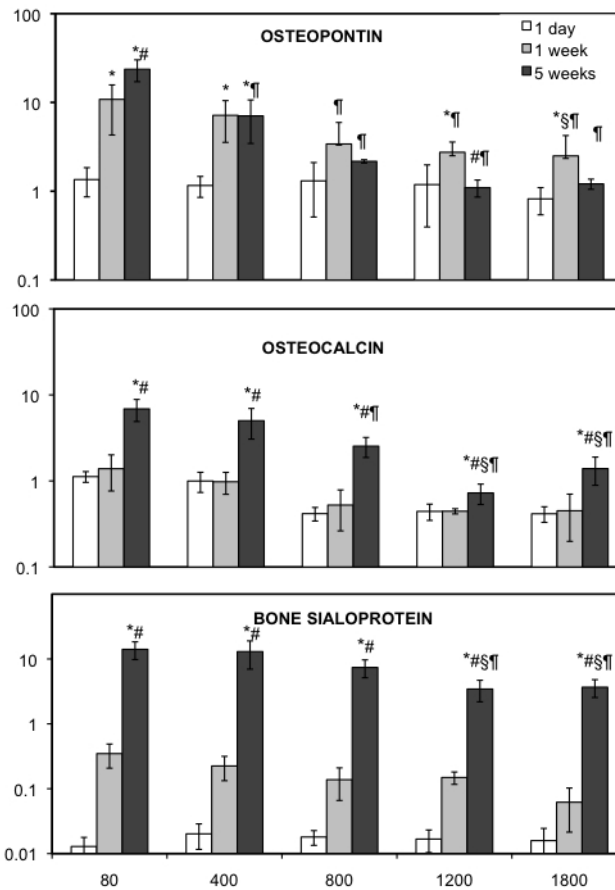 OSTEOPONTIN
1 day
1 week
5 weeks
100
10
1
0.1
* *# * *¶ ¶ ¶ *¶ #¶ *§¶ ¶
OSTEOCALCIN
100
10
1
0.1
*# *# *#¶ *#§¶ *#§¶
BONE SIALOPROTEIN
10
1
0.1
0.01
*# *# *# *#§¶ *#§¶
80 400 800 1200 1800